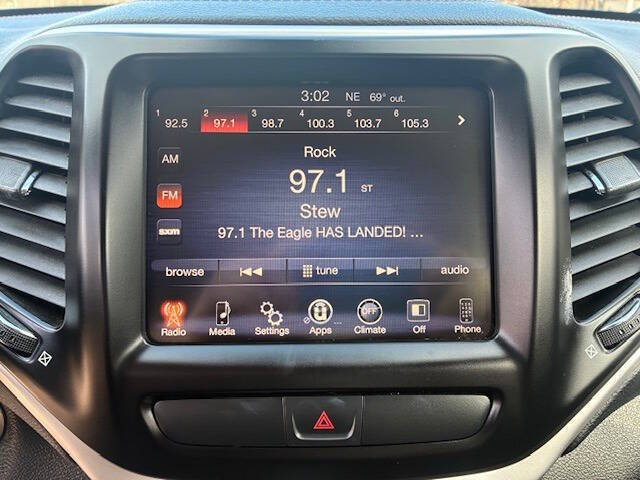 3:02 NE 69° out.
1 92.5 2 97.1 3 98.7 4 100.3 5 103.7 6 105.3
AM
Rock
FM
97.1 ST
Stew
sxm
97.1 The Eagle HAS LANDED! ...
browse tune audio
OFF
Radio Media Settings Apps ... Climate Off Phone